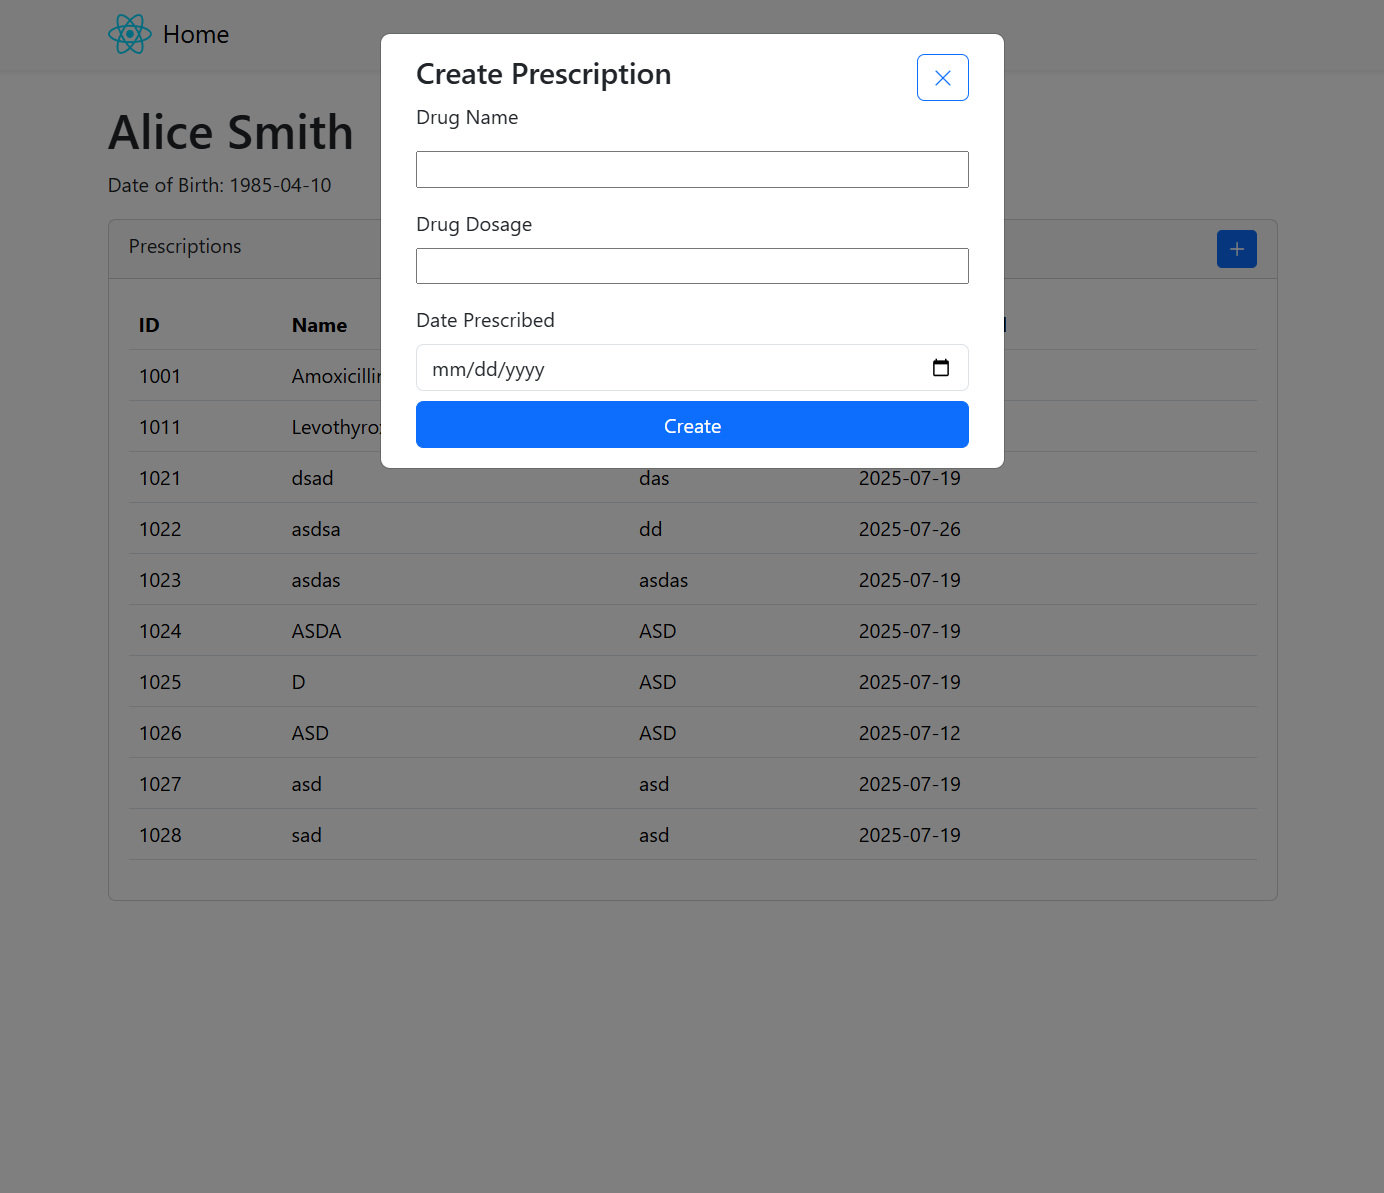 Home
Create Prescription
Drug Name
Alice Smith
Date of Birth: 1985-04-10
Drug Dosage
Prescriptions
Date Prescribed
ID Name
mm/dd/yyyy
1001
1011
Create
1021 dsad das 2025-07-19
1022 asdsa dd 2025-07-26
1023 asdas asdas 2025-07-19
1024 ASDA ASD 2025-07-19
1025 D ASD 2025-07-19
1026 ASD ASD 2025-07-12
1027 asd asd 2025-07-19
1028 sad asd 2025-07-19